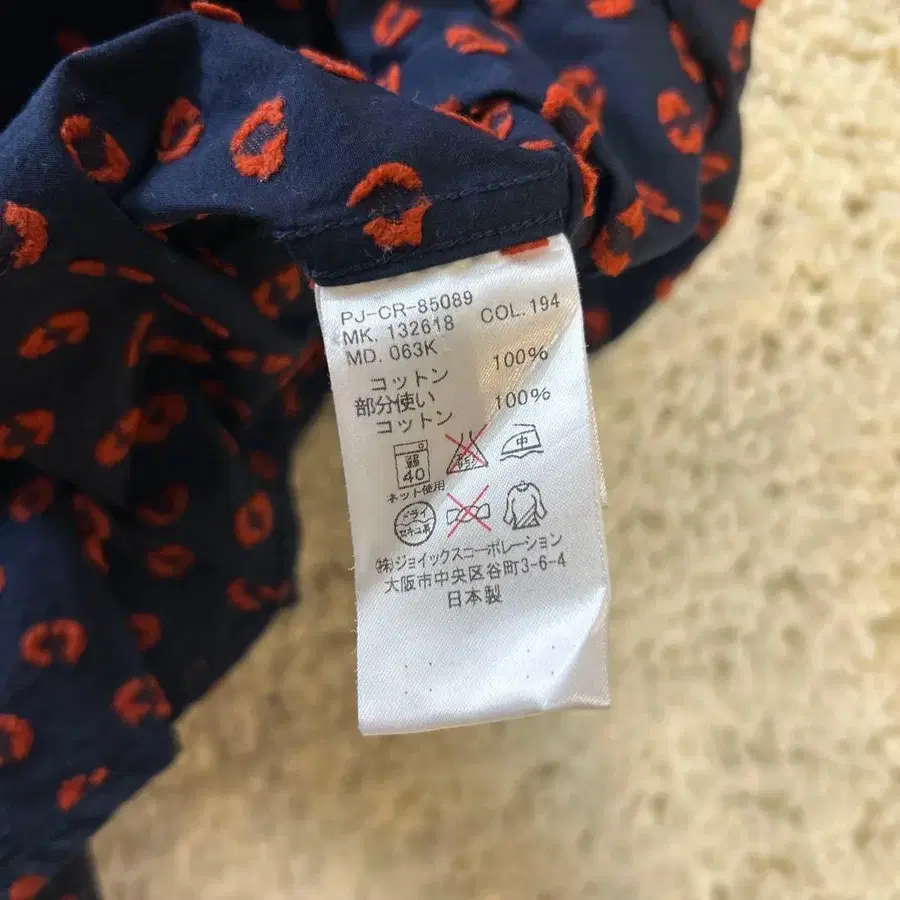 PJ-CR-85089
MK. 132618 COL.194
MD. 063K
コットン 100%
部分使い
コットン 100%
弱
40
中
ネット使用
ドライ
セキユ系
㈱ジョイックスコーポレーション
大阪市中央区谷町3-6-4
日本製